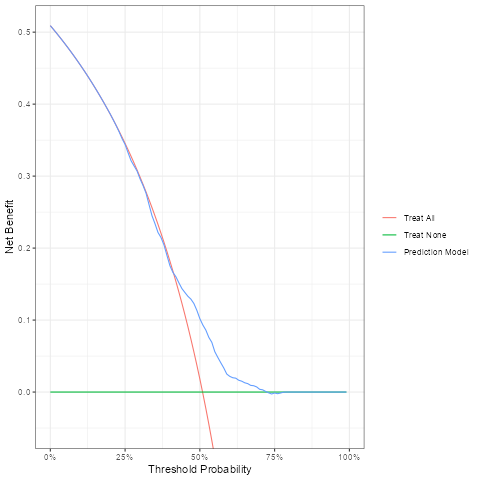 Net Benefit
0.5
0.4
0.3
0.2
0.1
0.0
0%
25%
50%
75%
100%
Threshold Probability
Treat All
Treat None
Prediction Model